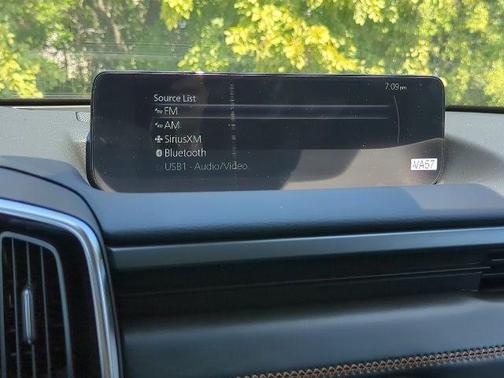 7:09 pm
Source List
FM
AM
SiriusXM
Bluetooth
USB1 - Audio/Video
VA57